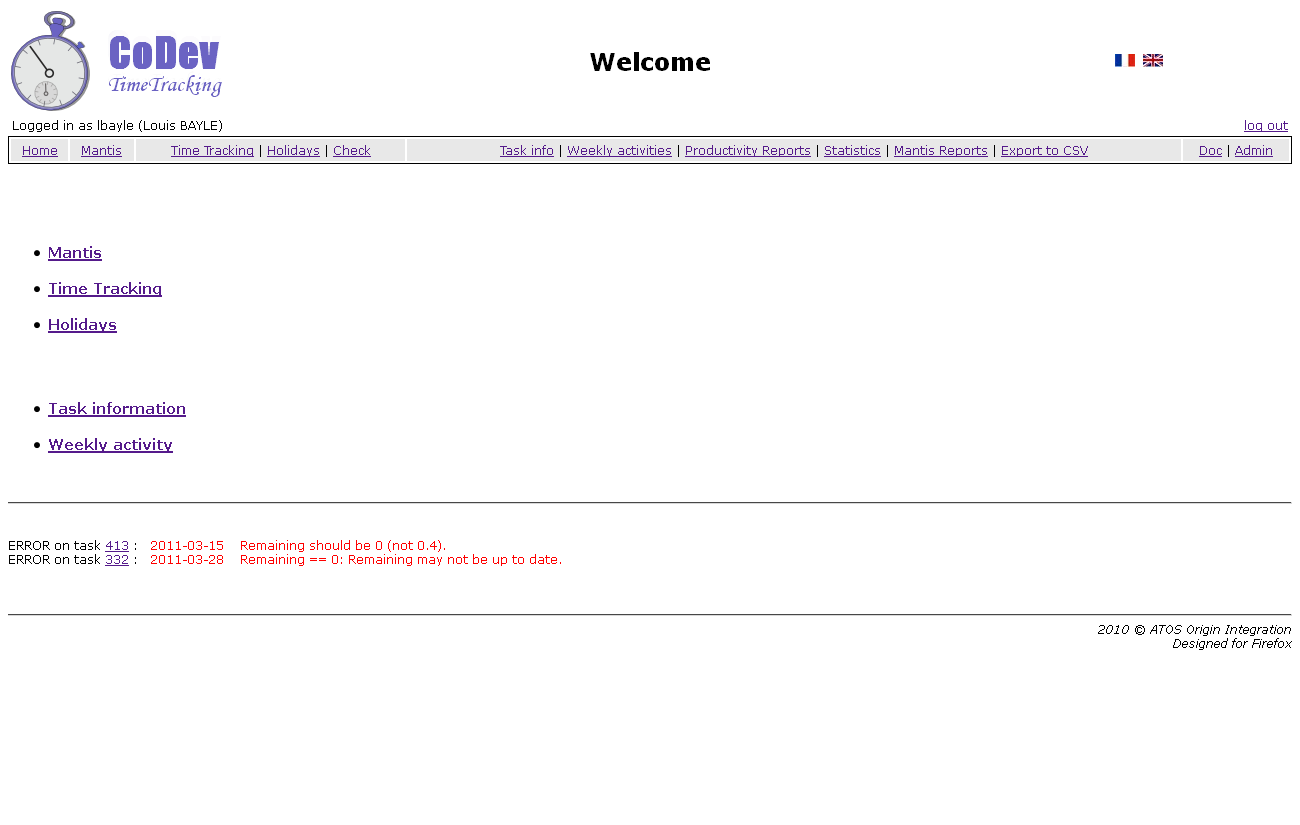 CoDev
TimeTracking
Welcome
Logged in as lbayle (Louis BAYLE)
log out
Home Mantis Time Tracking | Holidays | Check Task info | Weekly activities | Productivity Reports | Statistics | Mantis Reports | Export to CSV Doc | Admin
• Mantis
• Time Tracking
• Holidays
• Task information
• Weekly activity
ERROR on task 413 : 2011-03-15 Remaining should be 0 (not 0.4).
ERROR on task 332 : 2011-03-28 Remaining == 0: Remaining may not be up to date.
2010 © ATOS Origin Integration
Designed for Firefox